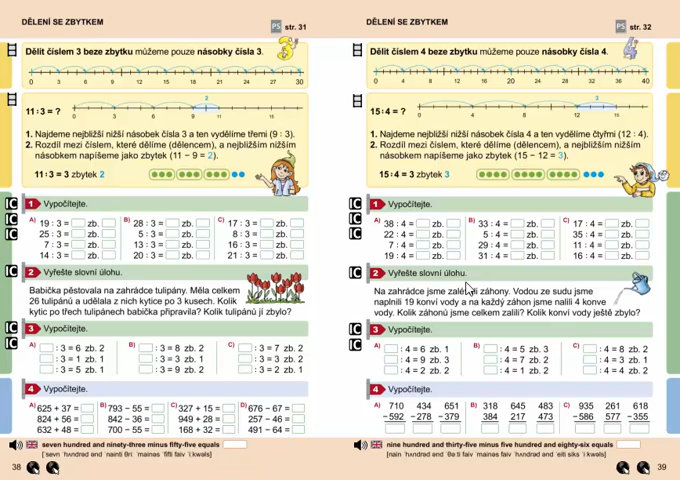 DĚLENÍ SE ZBYTKEM
PS str. 31
Dělit číslem 3 beze zbytku můžeme pouze násobky čísla 3.
3
0 3 6 9 12 15 18 21 24 27 30
11 : 3 = ?
2
0 3 6 9 11 15
1. Najdeme nejbližší nižší násobek čísla 3 a ten vydělíme třemi (9 : 3).
2. Rozdíl mezi číslem, které dělíme (dělencem), a nejbližším nižším
násobkem napíšeme jako zbytek (11 − 9 = 2).
11 : 3 = 3 zbytek 2
1 Vypočítejte.
A) 19 : 3 = zb. B) 28 : 3 = zb. C) 17 : 3 = zb.
25 : 3 = zb. 5 : 3 = zb. 8 : 3 = zb.
7 : 3 = zb. 13 : 3 = zb. 16 : 3 = zb.
14 : 3 = zb. 20 : 3 = zb. 21 : 3 = zb.
2 Vyřešte slovní úlohu.
Babička pěstovala na zahrádce tulipány. Měla celkem
26 tulipánů a udělala z nich kytice po 3 kusech. Kolik
kytic po třech tulipánech babička připravila? Kolik tulipánů jí zbylo?
3 Vypočítejte.
A) : 3 = 6 zb. 2 B) : 3 = 8 zb. 2 C) : 3 = 7 zb. 2
: 3 = 1 zb. 1 : 3 = 3 zb. 1 : 3 = 3 zb. 2
: 3 = 5 zb. 1 : 3 = 9 zb. 2 : 3 = 2 zb. 1
4 Vypočítejte.
A) 625 + 37 = B) 793 − 55 = C) 327 + 15 = D) 676 − 67 =
824 + 56 = 842 − 36 = 949 + 28 = 257 − 46 =
632 + 48 = 700 − 55 = 168 + 32 = 491 − 64 =
seven hundred and ninety-three minus fifty-five equals
38
DĚLENÍ SE ZBYTKEM
PS str. 32
Dělit číslem 4 beze zbytku můžeme pouze násobky čísla 4.
4
0 4 8 12 16 20 24 28 32 36 40
15 : 4 = ?
3
0 4 8 12 15
1. Najdeme nejbližší nižší násobek čísla 4 a ten vydělíme čtyřmi (12 : 4).
2. Rozdíl mezi číslem, které dělíme (dělencem), a nejbližším nižším
násobkem napíšeme jako zbytek (15 − 12 = 3).
15 : 4 = 3 zbytek 3
1 Vypočítejte.
A) 38 : 4 = zb. B) 33 : 4 = zb. C) 17 : 4 = zb.
22 : 4 = zb. 5 : 4 = zb. 35 : 4 = zb.
7 : 4 = zb. 29 : 4 = zb. 11 : 4 = zb.
19 : 4 = zb. 31 : 4 = zb. 16 : 4 = zb.
2 Vyřešte slovní úlohu.
Na zahrádce jsme zalévali záhony. Vodou ze sudu jsme
naplnili 19 konví vody a na každý záhon jsme nalili 4 konve
vody. Kolik záhonů jsme celkem zalili? Kolik konví vody ještě zbylo?
3 Vypočítejte.
A) : 4 = 6 zb. 1 B) : 4 = 5 zb. 3 C) : 4 = 8 zb. 2
: 4 = 9 zb. 3 : 4 = 7 zb. 2 : 4 = 3 zb. 1
: 4 = 2 zb. 2 : 4 = 1 zb. 2 : 4 = 4 zb. 2
4 Vypočítejte.
A) 710 434 651 B) 318 645 483 C) 935 261 618
−592 −278 −379 384 217 473 −586 577 −355
nine hundred and thirty-five minus five hundred and eighty-six equals
39